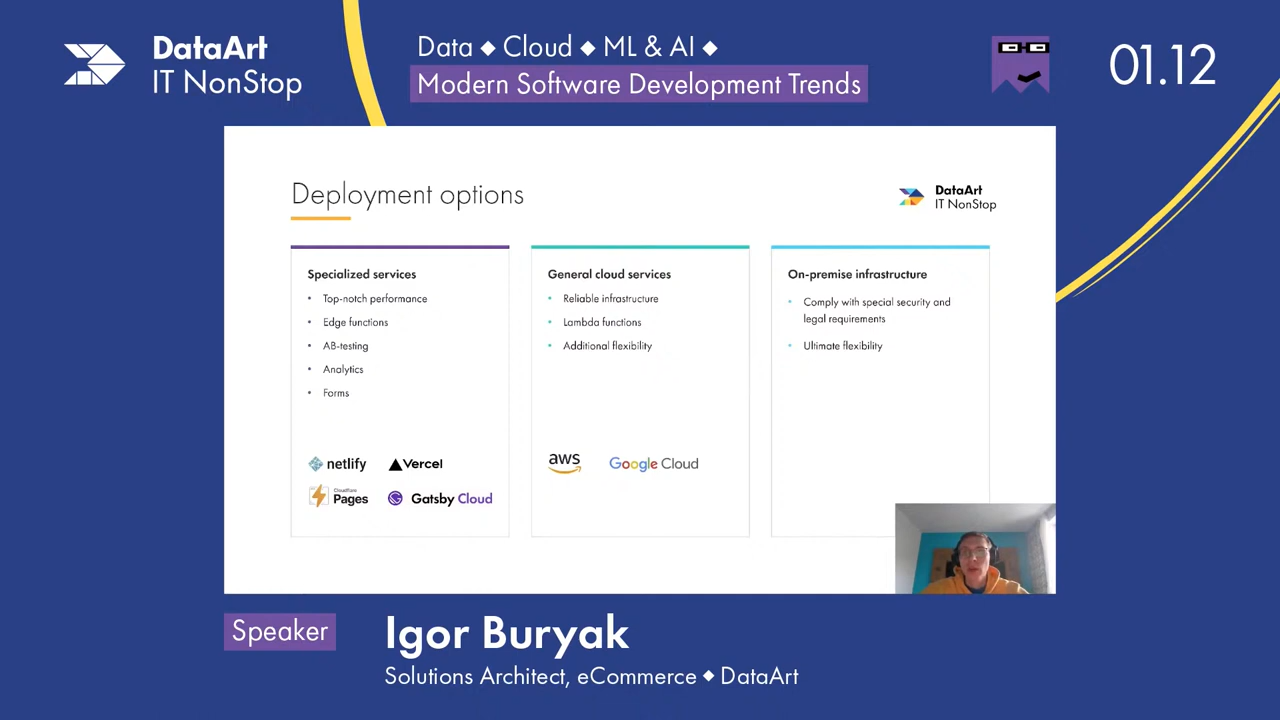 DataArt
IT NonStop
Data ◆ Cloud ◆ ML & AI ◆
Modern Software Development Trends
01.12
Deployment options
DataArt
IT NonStop
Specialized services
• Top-notch performance
• Edge functions
• AB-testing
• Analytics
• Forms
netlify
Vercel
Cloudflare
Pages
Gatsby Cloud
General cloud services
• Reliable infrastructure
• Lambda functions
• Additional flexibility
aws
Google Cloud
On-premise infrastructure
• Comply with special security and
legal requirements
• Ultimate flexibility
Speaker
Igor Buryak
Solutions Architect, eCommerce ◆ DataArt